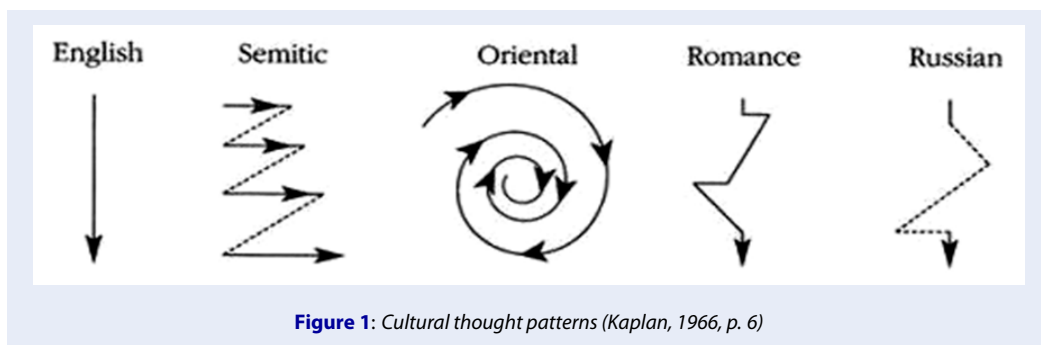 English Semitic Oriental Romance Russian
Figure 1: Cultural thought patterns (Kaplan, 1966, p. 6)